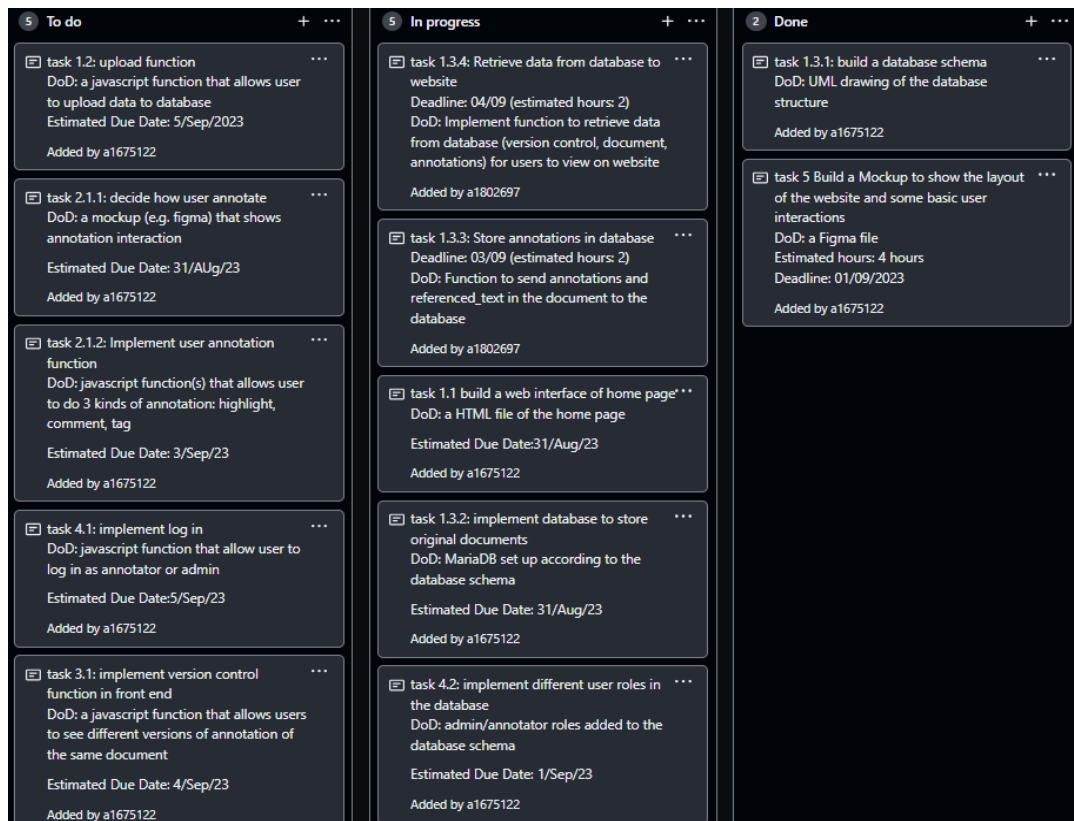 5 To do
task 1.2: upload function
DoD: a javascript function that allows user
to upload data to database
Estimated Due Date: 5/Sep/2023
Added by a1675122
task 2.1.1: decide how user annotate
DoD: a mockup (e.g. figma) that shows
annotation interaction
Estimated Due Date: 31/AUg/23
Added by a1675122
task 2.1.2: Implement user annotation
function
DoD: javascript function(s) that allows user
to do 3 kinds of annotation: highlight,
comment, tag
Estimated Due Date: 3/Sep/23
Added by a1675122
task 4.1: implement log in
DoD: javascript function that allow user to
log in as annotator or admin
Estimated Due Date:5/Sep/23
Added by a1675122
task 3.1: implement version control
function in front end
DoD: a javascript function that allows users
to see different versions of annotation of
the same document
Estimated Due Date: 4/Sep/23
Added by a1675122
5 In progress
task 1.3.4: Retrieve data from database to
website
Deadline: 04/09 (estimated hours: 2)
DoD: Implement function to retrieve data
from database (version control, document,
annotations) for users to view on website
Added by a1802697
task 1.3.3: Store annotations in database
Deadline: 03/09 (estimated hours: 2)
DoD: Function to send annotations and
referenced_text in the document to the
database
Added by a1802697
task 1.1 build a web interface of home page
DoD: a HTML file of the home page
Estimated Due Date:31/Aug/23
Added by a1675122
task 1.3.2: implement database to store
original documents
DoD: MariaDB set up according to the
database schema
Estimated Due Date: 31/Aug/23
Added by a1675122
task 4.2: implement different user roles in
the database
DoD: admin/annotator roles added to the
database schema
Estimated Due Date: 1/Sep/23
Added by a1675122
2 Done
task 1.3.1: build a database schema
DoD: UML drawing of the database
structure
Added by a1675122
task 5 Build a Mockup to show the layout
of the website and some basic user
interactions
DoD: a Figma file
Estimated hours: 4 hours
Deadline: 01/09/2023
Added by a1675122